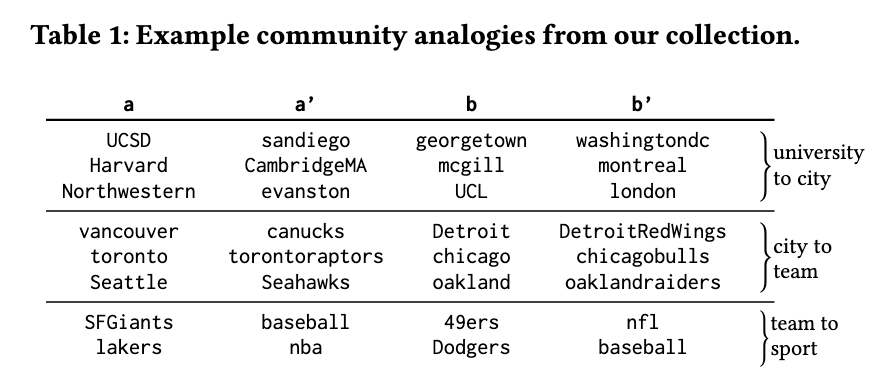 Table 1: Example community analogies from our collection.
a a’ b b’
UCSD sandiego georgetown washingtondc
Harvard CambridgeMA mcgill montreal
Northwestern evanston UCL london
university
to city
vancouver canucks Detroit DetroitRedWings
toronto torontoraptors chicago chicagobulls
Seattle Seahawks oakland oaklandraiders
city to
team
SFGiants baseball 49ers nfl
lakers nba Dodgers baseball
team to
sport